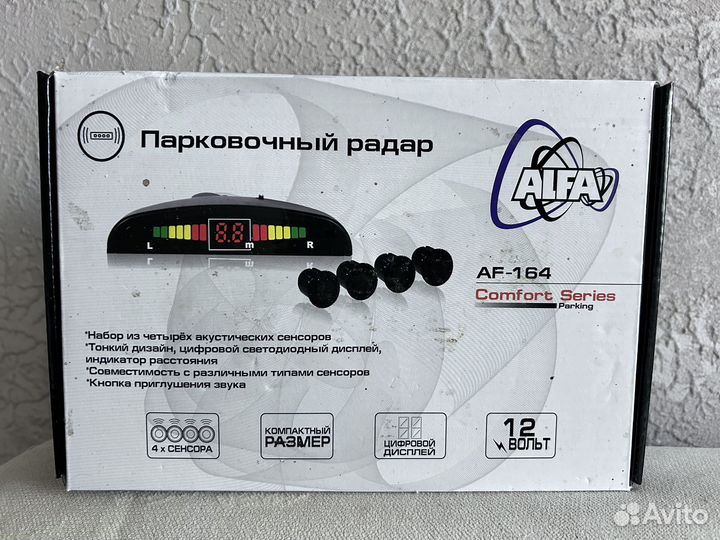 Парковочный радар
ALFA
L 8.8 m R
AF-164
Comfort Series
Parking
*Набор из четырёх акустических сенсоров
*Тонкий дизайн, цифровой светодиодный дисплей,
индикатор расстояния
*Совместимость с различными типами сенсоров
*Кнопка приглушения звука
4 x СЕНСОРА
КОМПАКТНЫЙ
РАЗМЕР
ЦИФРОВОЙ
ДИСПЛЕЙ
12
ВОЛЬТ
Avito